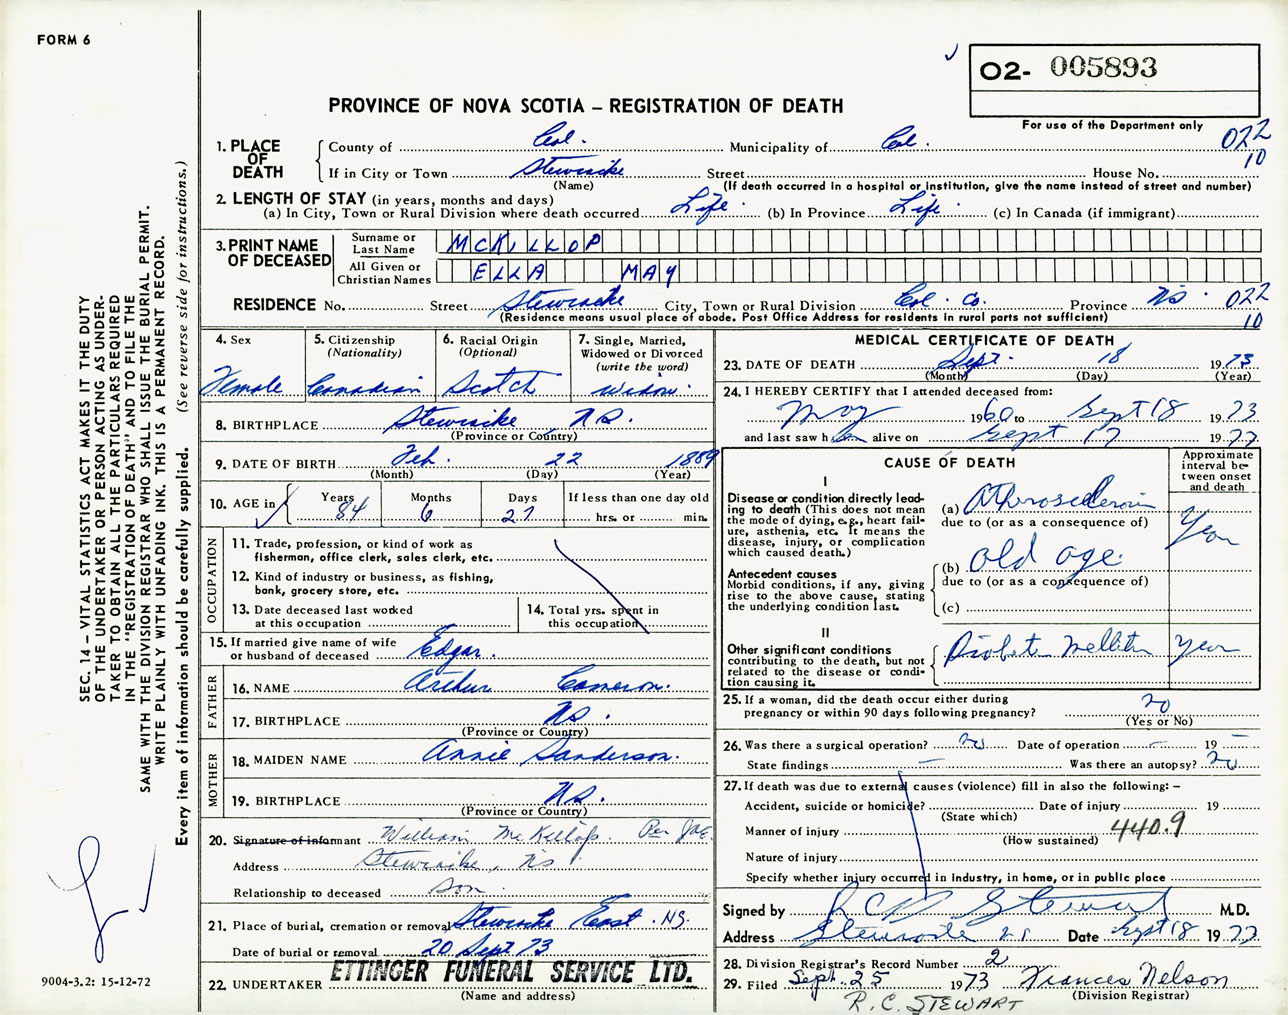 FORM 6
O2- 005893
PROVINCE OF NOVA SCOTIA – REGISTRATION OF DEATH
For use of the Department only
1. PLACE OF DEATH
County of Col. Municipality of Col. 022
If in City or Town Stewiacke Street House No. 10
(Name) (If death occurred in a hospital or institution, give the name instead of street and number)
2. LENGTH OF STAY (in years, months and days)
(a) In City, Town or Rural Division where death occurred Life. (b) In Province Life. (c) In Canada (if immigrant)
3. PRINT NAME OF DECEASED
Surname or Last Name MCKILLOP
All Given or Christian Names ELLA MAY
RESIDENCE No. Street Stewiacke City, Town or Rural Division Col. Co. Province NS. 022
(Residence means usual place of abode. Post Office Address for residents in rural parts not sufficient) 10
4. Sex
Female
5. Citizenship
(Nationality)
Canadian
6. Racial Origin
(Optional)
Scotch
7. Single, Married,
Widowed or Divorced
(write the word)
Widow
8. BIRTHPLACE Stewiacke N.S.
(Province or Country)
9. DATE OF BIRTH Feb. 22 1889
(Month) (Day) (Year)
10. AGE in
Years Months Days If less than one day old
84 6 27 hrs. or min.
OCCUPATION
11. Trade, profession, or kind of work as
fisherman, office clerk, sales clerk, etc.
12. Kind of industry or business, as fishing,
bank, grocery store, etc.
13. Date deceased last worked
at this occupation
14. Total yrs. spent in
this occupation
15. If married give name of wife
or husband of deceased Edgar.
FATHER
16. NAME Arthur Cameron.
17. BIRTHPLACE NS.
(Province or Country)
MOTHER
18. MAIDEN NAME Annie Sanderson.
19. BIRTHPLACE NS.
(Province or Country)
20. Signature of informant William McKillop. Per JAE
Address Stewiacke, NS
Relationship to deceased Son
21. Place of burial, cremation or removal Stewiacke East. NS.
Date of burial or removal 20 Sept 73
22. UNDERTAKER ETTINGER FUNERAL SERVICE LTD.
(Name and address)
MEDICAL CERTIFICATE OF DEATH
23. DATE OF DEATH Sept. 18 1973
(Month) (Day) (Year)
24. I HEREBY CERTIFY that I attended deceased from:
May 1960 to Sept 18 1973
and last saw her alive on Sept 17 1973
CAUSE OF DEATH
Approximate
interval be-
tween onset
and death
I
Disease or condition directly lead-
ing to death (This does not mean
the mode of dying, e.g., heart fail-
ure, asthenia, etc. It means the
disease, injury, or complication
which caused death.)
(a) Atherosclerosis
due to (or as a consequence of)
Years
Antecedent causes
Morbid conditions, if any, giving
rise to the above cause, stating
the underlying condition last.
(b) old age.
due to (or as a consequence of)
(c)
II
Other significant conditions
contributing to the death, but not
related to the disease or condi-
tion causing it.
Diabetes Mellitus Years
25. If a woman, did the death occur either during
pregnancy or within 90 days following pregnancy? no
(Yes or No)
26. Was there a surgical operation? no Date of operation – 19 –
State findings – Was there an autopsy? no
27. If death was due to external causes (violence) fill in also the following: –
Accident, suicide or homicide? Date of injury 19
(State which)
Manner of injury 440.9
(How sustained)
Nature of injury
Specify whether injury occurred in industry, in home, or in public place
Signed by R C Stewart M.D.
Address Stewiacke NS Date Sept 18 1973
28. Division Registrar's Record Number 2
29. Filed Sept. 25 1973 Frances Nelson
(Division Registrar)
R.C. STEWART
SEC. 14 – VITAL STATISTICS ACT MAKES IT THE DUTY
OF THE UNDERTAKER OR PERSON ACTING AS UNDER-
TAKER TO OBTAIN ALL THE PARTICULARS REQUIRED
IN THE "REGISTRATION OF DEATH" AND TO FILE THE
SAME WITH THE DIVISION REGISTRAR WHO SHALL ISSUE THE BURIAL PERMIT.
WRITE PLAINLY WITH UNFADING INK. THIS IS A PERMANENT RECORD.
Every item of information should be carefully supplied. (See reverse side for instructions.)
9004-3.2: 15-12-72